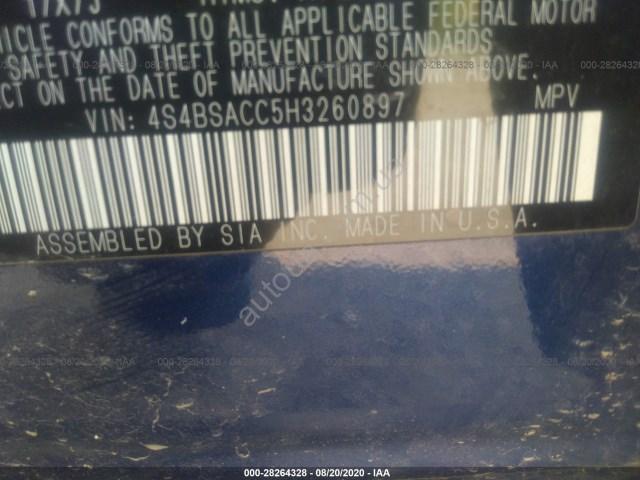 VEHICLE CONFORMS TO ALL APPLICABLE FEDERAL MOTOR
SAFETY AND THEFT PREVENTION STANDARDS
ECT ON THE DATE OF MANUFACTURE SHOWN ABOVE.
VIN: 4S4BSACC5H3260897 MPV
ASSEMBLED BY SIA INC. MADE IN U.S.A.
000-28264328 - 08/20/2020 - IAA